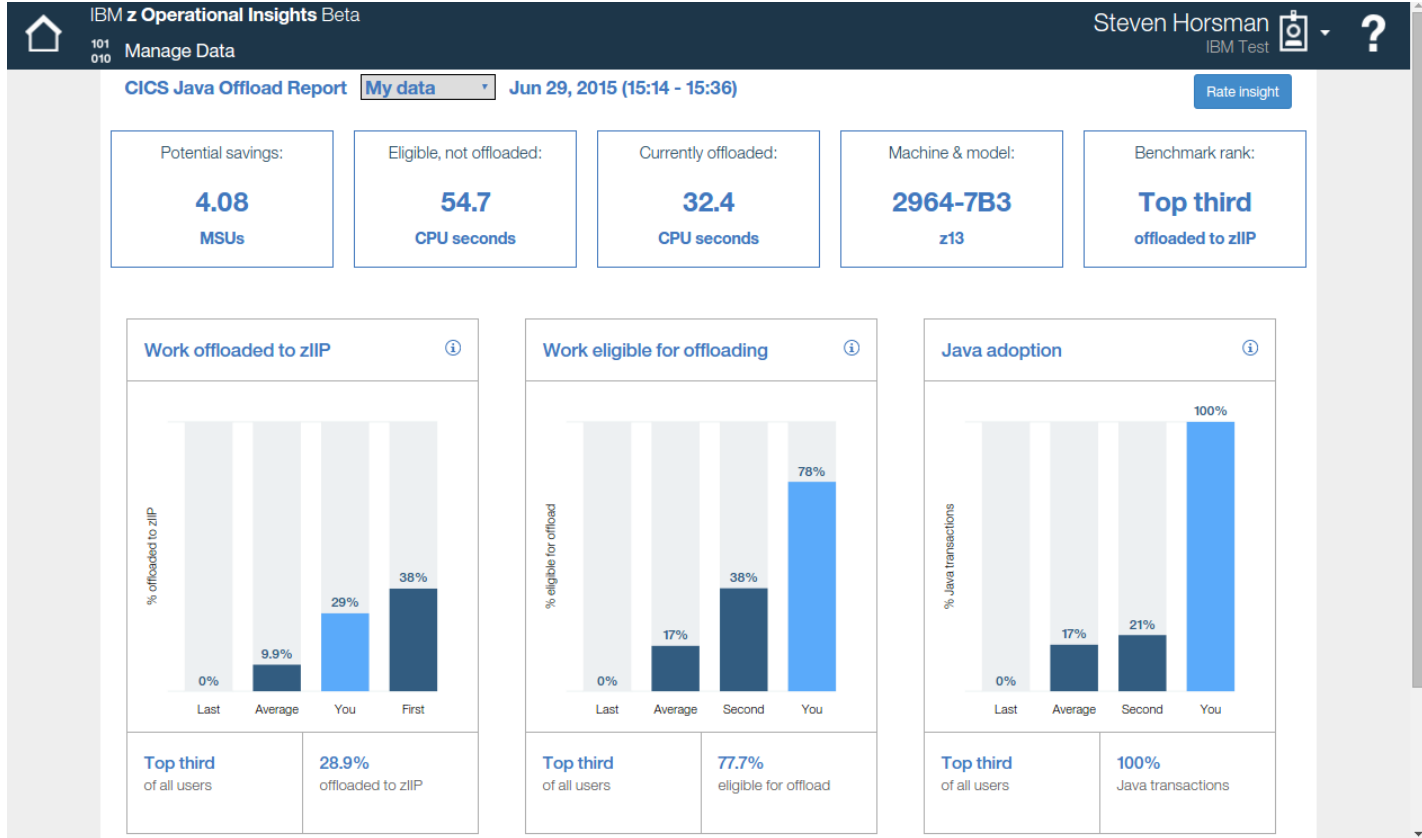 IBM z Operational Insights Beta
Steven Horsman
IBM Test
?
101
010
Manage Data
CICS Java Offload Report My data Jun 29, 2015 (15:14 - 15:36)
Rate insight
Potential savings:
4.08
MSUs
Eligible, not offloaded:
54.7
CPU seconds
Currently offloaded:
32.4
CPU seconds
Machine & model:
2964-7B3
z13
Benchmark rank:
Top third
offloaded to zIIP
Work offloaded to zIIP
% offloaded to zIIP
0%
9.9%
29%
38%
Last Average You First
Top third
of all users
28.9%
offloaded to zIIP
Work eligible for offloading
% eligible for offload
0%
17%
38%
78%
Last Average Second You
Top third
of all users
77.7%
eligible for offload
Java adoption
% Java transactions
0%
17%
21%
100%
Last Average Second You
Top third
of all users
100%
Java transactions